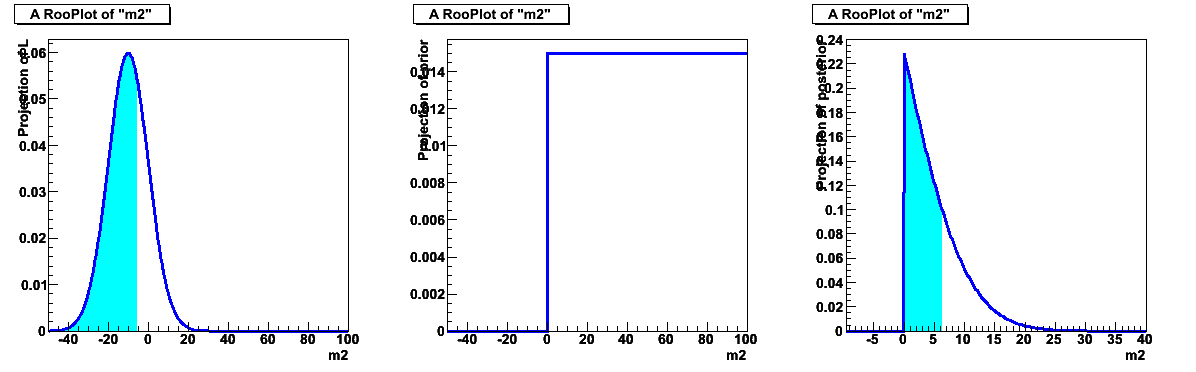 A RooPlot of "m2"
Projection of L
0.06
0.05
0.04
0.03
0.02
0.01
0
-40 -20 0 20 40 60 80 100
m2
A RooPlot of "m2"
Projection of prior
0.014
0.012
0.01
0.008
0.006
0.004
0.002
0
-40 -20 0 20 40 60 80 100
m2
A RooPlot of "m2"
Projection of posterior
0.24
0.22
0.2
0.18
0.16
0.14
0.12
0.1
0.08
0.06
0.04
0.02
0
-5 0 5 10 15 20 25 30 35 40
m2